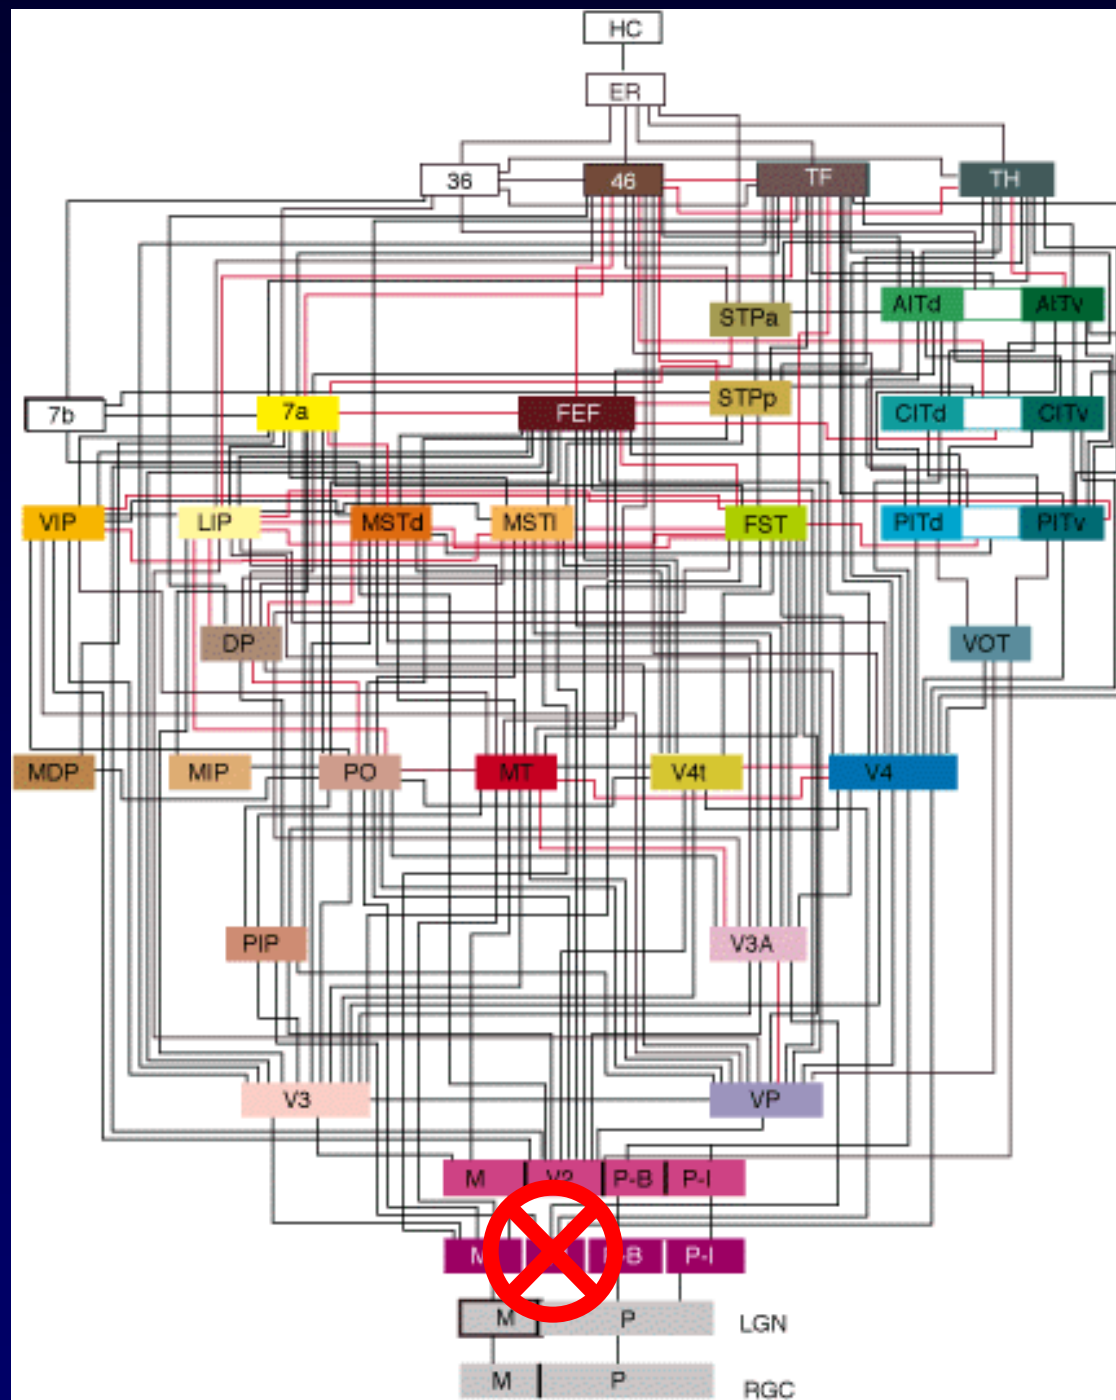 HC
ER
36 46 TF TH
STPa AITd AITv
7b 7a FEF STPp CITd CITv
VIP LIP MSTd MSTl FST PITd PITv
DP VOT
MDP MIP PO MT V4t V4
PIP V3A
V3 VP
M V2 P-B P-I
M P-B P-I
M P LGN
M P RGC